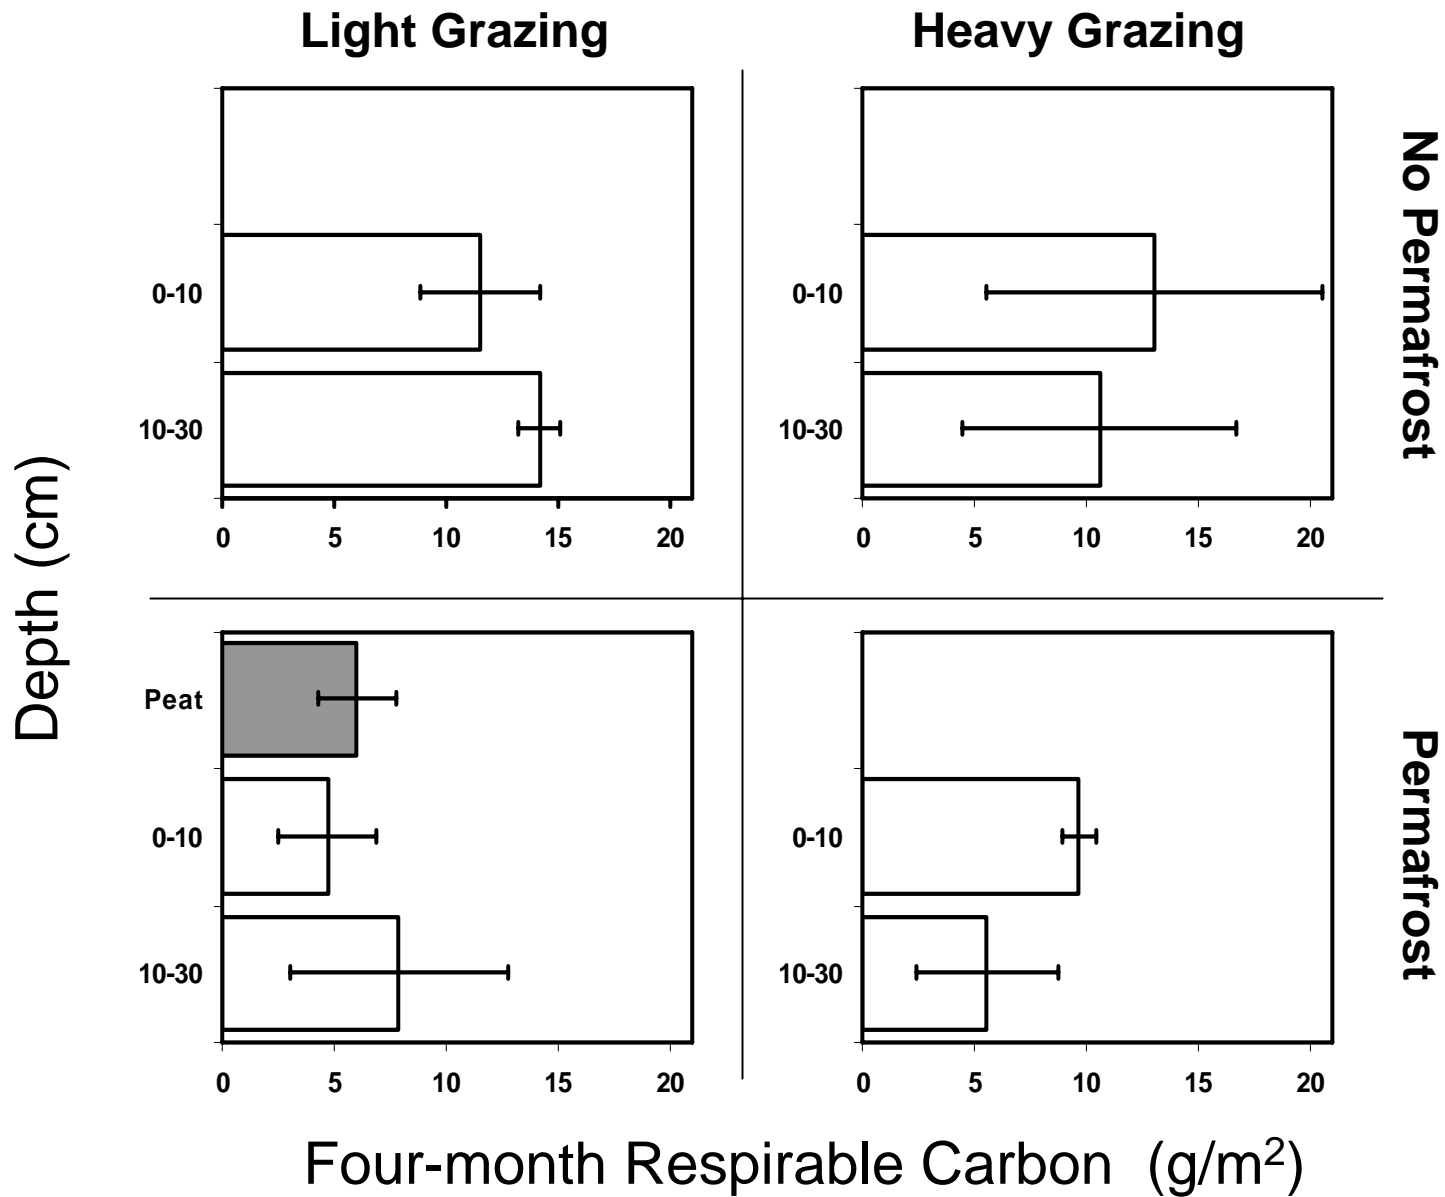 Light Grazing
Heavy Grazing
No Permafrost
0-10
10-30
0 5 10 15 20
0-10
10-30
0 5 10 15 20
Depth (cm)
Peat
0-10
10-30
0 5 10 15 20
0-10
10-30
0 5 10 15 20
Permafrost
Four-month Respirable Carbon (g/m²)